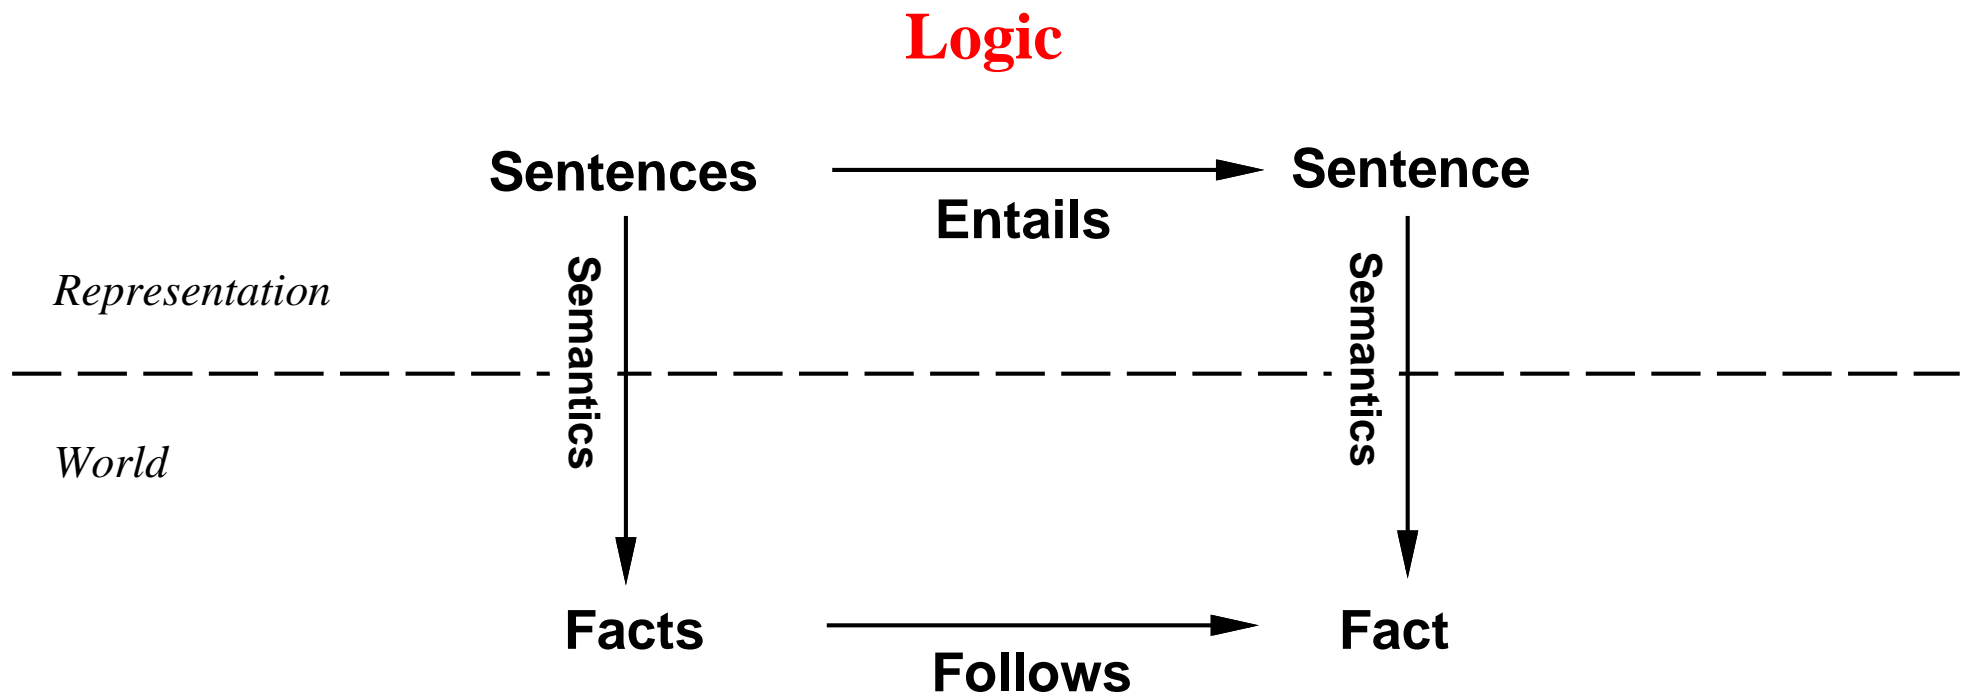 Logic
Sentences
Sentence
Entails
Semantics
Semantics
Representation
World
Facts
Fact
Follows